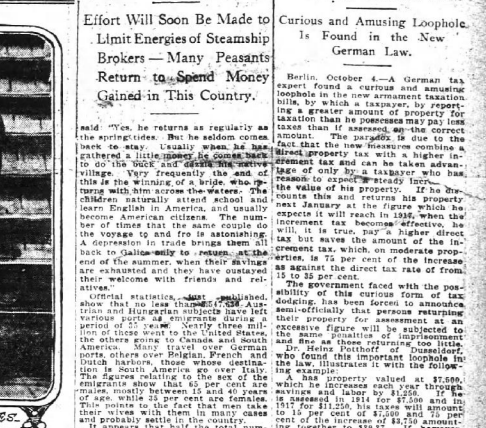 Effort Will Soon Be Made to
Limit Energies of Steamship
Brokers — Many Peasants
Return to Spend Money
Gained in This Country.
said: "Yes, he returns as regularly as
the spring tides. But he seldom comes
back to stay. Usually when he has
gathered a little money he comes back
to do the buck and dazzle his native
village. Very frequently the end of
this is the winning of a bride, who re-
turns with him across the waters. The
children naturally attend school and
learn English in America, and usually
become American citizens. The num-
ber of times that the same couple do
the voyage to and fro is astonishing.
A depression in trade brings them all
back to Galicia only to return at the
end of the summer, when their savings
are exhausted and they have oustayed
their welcome with friends and rel-
atives."
Official statistics, just published,
show that no less than Aus-
trian and Hungarian subjects have left
various ports as emigrants during a
period of years. Nearly three mil-
lion of these went to the United States,
the others going to Canada and South
America. Many travel over German
ports, others over Belgian, French and
Dutch harbors, those whose destina-
tion is South America go over Italy.
The figures relating to the sex of the
emigrants show that 65 per cent are
males, mostly between 15 and 40 years
of age, while 35 per cent are females.
This points to the fact that men take
their wives with them in many cases
and probably settle in the country.
It appears that half the total num-
Curious and Amusing Loophole
Is Found in the New
German Law.
Berlin, October 4.—A German tax
expert found a curious and amusing
loophole in the new armament taxation
bills, by which a taxpayer, by report-
ing a greater amount of property for
taxation than he possesses may pay less
taxes than if assessed on the correct
amount. The paradox is due to the
fact that the new measures combine a
direct property tax with a higher in-
crement tax and can be taken advan-
tage of only by a taxpayer who has
reason to expect a steady incr
the value of his property. If he dis-
counts this and returns his property
next January at the figure which he
expects it will reach in 1917, when the
increment tax becomes effective, he
will, it is true, pay a higher direct
tax but saves the amount of the in-
crement tax, which on moderate prop-
erties, is 75 per cent of the increase
as against the direct tax rate of from
15 to 35 per cent.
The government faced with the pos-
sibility of this curious form of tax
dodging, has been forced to announce
semi-officially that persons returning
their property for assessment at an
excessive figure will be subjected to
the same penalties of imprisonment
and fine as those returning too little.
Dr. Heinz Potthoff of Dusseldorf,
who found this important loophole in
the law, illustrates it with the follow-
ing example:
A has property valued at $7,500,
which he increases each year through
savings and labor by $1,250. If he
is assessed in 1914 for $7,500 and in
1917 for $11,250, his taxes will amount
to 15 per cent of $7,500 and 75 per
cent of the increase of $3,750 amount-